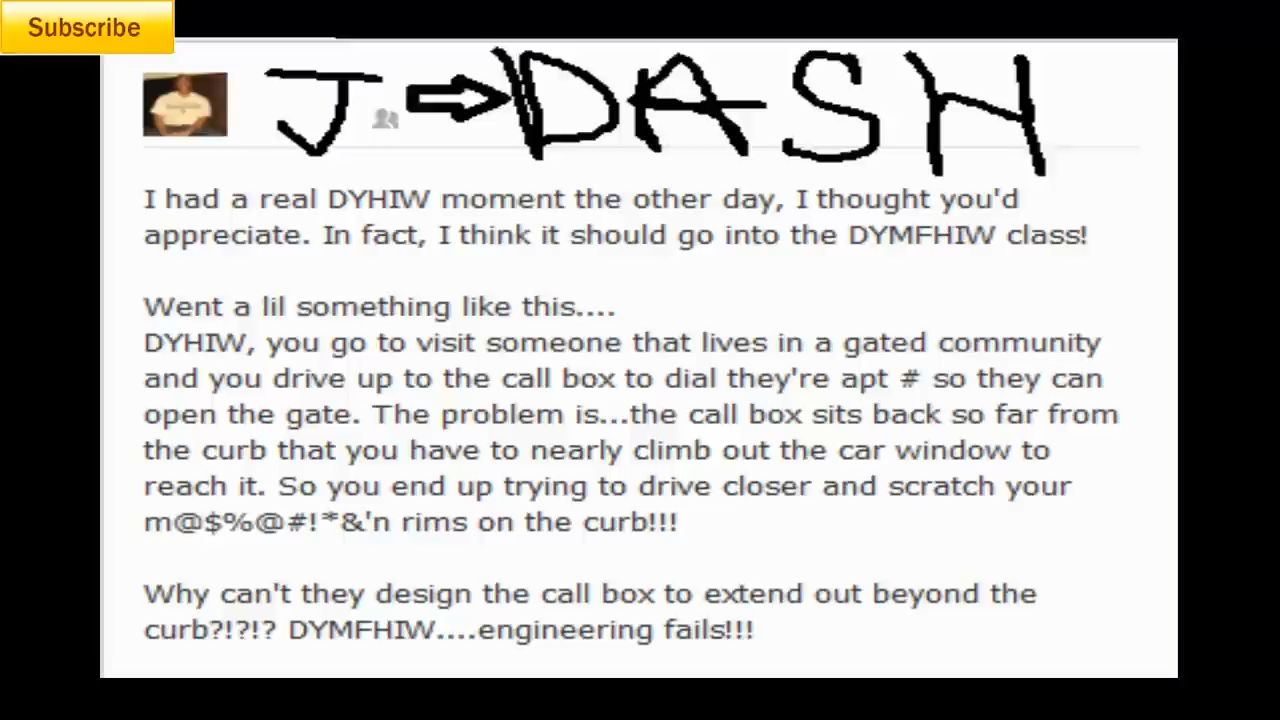 Subscribe
J DASH
I had a real DYHIW moment the other day, I thought you'd
appreciate. In fact, I think it should go into the DYMFHIW class!
Went a lil something like this....
DYHIW, you go to visit someone that lives in a gated community
and you drive up to the call box to dial they're apt # so they can
open the gate. The problem is...the call box sits back so far from
the curb that you have to nearly climb out the car window to
reach it. So you end up trying to drive closer and scratch your
m@$%@#!*&'n rims on the curb!!!
Why can't they design the call box to extend out beyond the
curb?!?!? DYMFHIW....engineering fails!!!